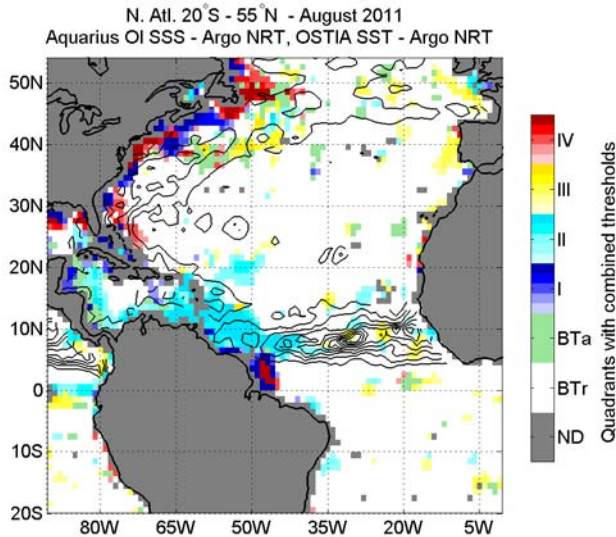 N. Atl. 20°S - 55°N - August 2011
Aquarius OI SSS - Argo NRT, OSTIA SST - Argo NRT
50N
40N
30N
20N
10N
0
10S
20S
80W 65W 50W 35W 20W 5W
IV
III
II
I
BTa
BTr
ND
Quadrants with combined thresholds